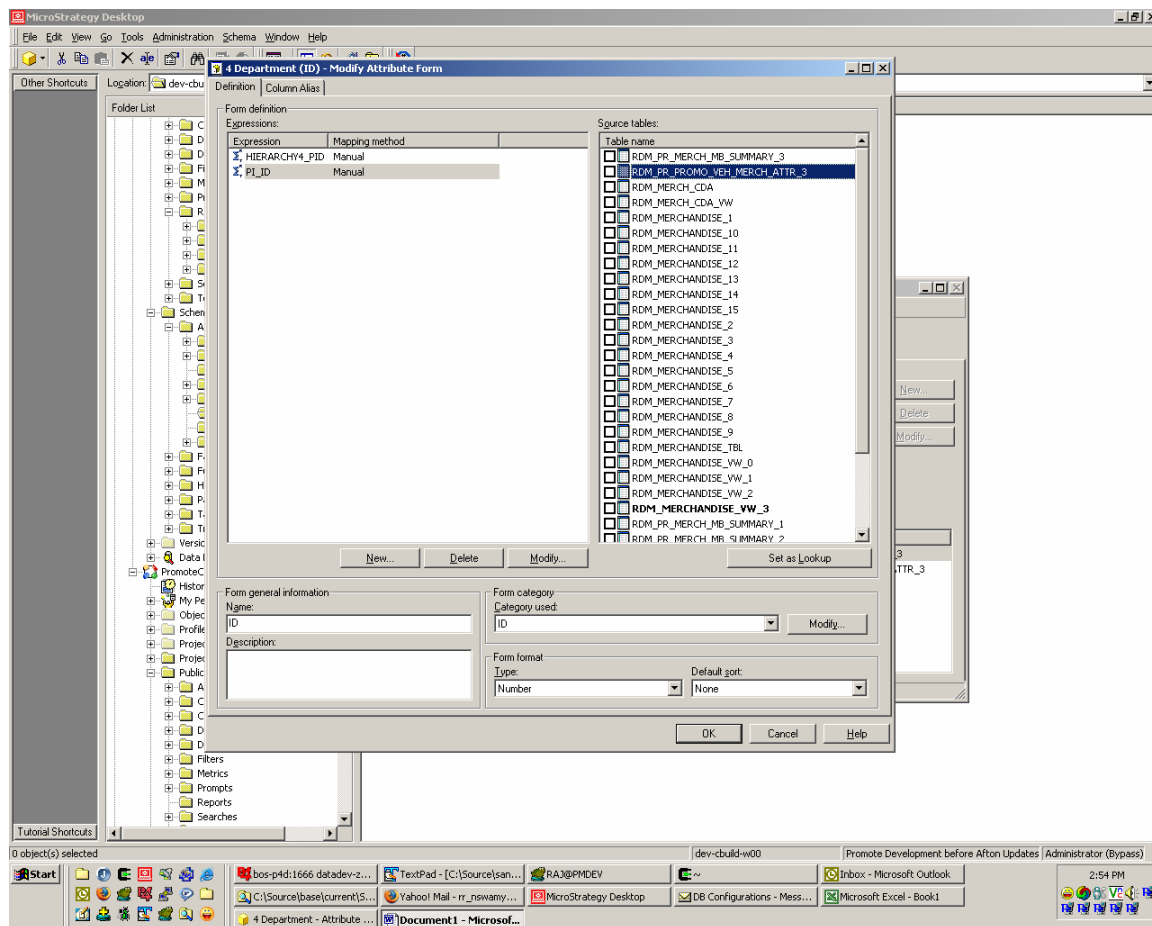 MicroStrategy Desktop
File Edit View Go Tools Administration Schema Window Help
Other Shortcuts
Location: dev-cbu
Folder List
Schem
Versic
Data
PromoteC
Histor
My Pe
Objec
Profile
Projec
Projec
Public
Filters
Metrics
Prompts
Reports
Searches
Tutorial Shortcuts
4 Department (ID) - Modify Attribute Form
Definition Column Alias
Form definition
Expressions:
Expression Mapping method
HIERARCHY4_PID Manual
PI_ID Manual
New... Delete Modify...
Source tables:
Table name
RDM_PR_MERCH_MB_SUMMARY_3
RDM_PR_PROMO_VEH_MERCH_ATTR_3
RDM_MERCH_CDA
RDM_MERCH_CDA_VW
RDM_MERCHANDISE_1
RDM_MERCHANDISE_10
RDM_MERCHANDISE_11
RDM_MERCHANDISE_12
RDM_MERCHANDISE_13
RDM_MERCHANDISE_14
RDM_MERCHANDISE_15
RDM_MERCHANDISE_2
RDM_MERCHANDISE_3
RDM_MERCHANDISE_4
RDM_MERCHANDISE_5
RDM_MERCHANDISE_6
RDM_MERCHANDISE_7
RDM_MERCHANDISE_8
RDM_MERCHANDISE_9
RDM_MERCHANDISE_TBL
RDM_MERCHANDISE_VW_0
RDM_MERCHANDISE_VW_1
RDM_MERCHANDISE_VW_2
RDM_MERCHANDISE_VW_3
RDM_PR_MERCH_MB_SUMMARY_1
RDM_PR_MERCH_MB_SUMMARY_2
Set as Lookup
Form general information
Name:
ID
Description:
Form category
Category used:
ID
Modify...
Form format
Type:
Number
Default sort:
None
OK Cancel Help
New...
Delete
Modify...
_3
TTR_3
0 object(s) selected
dev-cbuild-w00
Promote Development before Afton Updates
Administrator (Bypass)
Start
bos-p4d:1666 datadev-z...
TextPad - [C:\Source\san...
RAJ@PMDEV
~
Inbox - Microsoft Outlook
2:54 PM
C:\Source\base\current\S...
Yahoo! Mail - rr_nswamy...
MicroStrategy Desktop
DB Configurations - Mess...
Microsoft Excel - Book1
4 Department - Attribute ...
Document1 - Microsof...